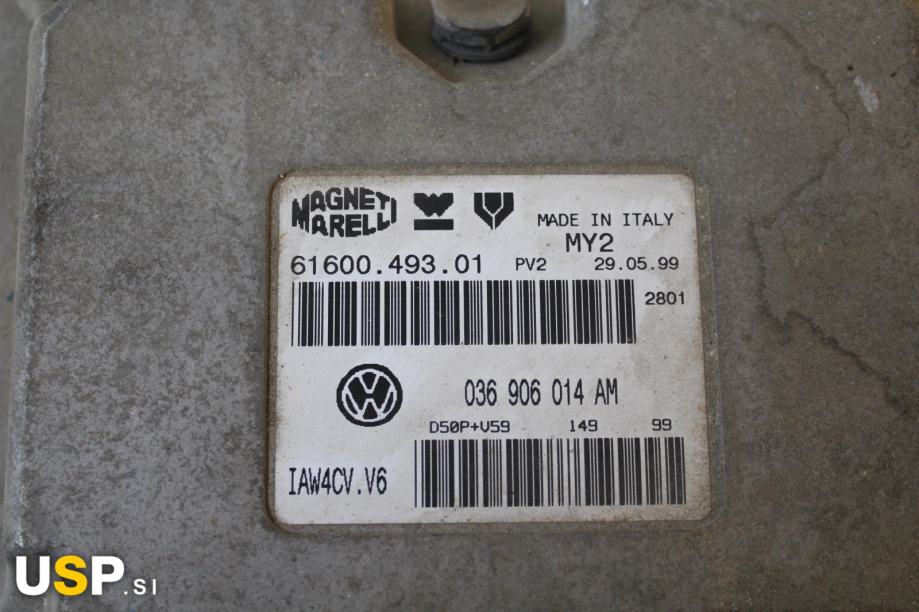 MAGNETI
MARELLI
MADE IN ITALY
MY2
61600.493.01 PV2 29.05.99
2801
VW
036 906 014 AM
D50P+V59 149 99
IAW4CV.V6
USP.SI